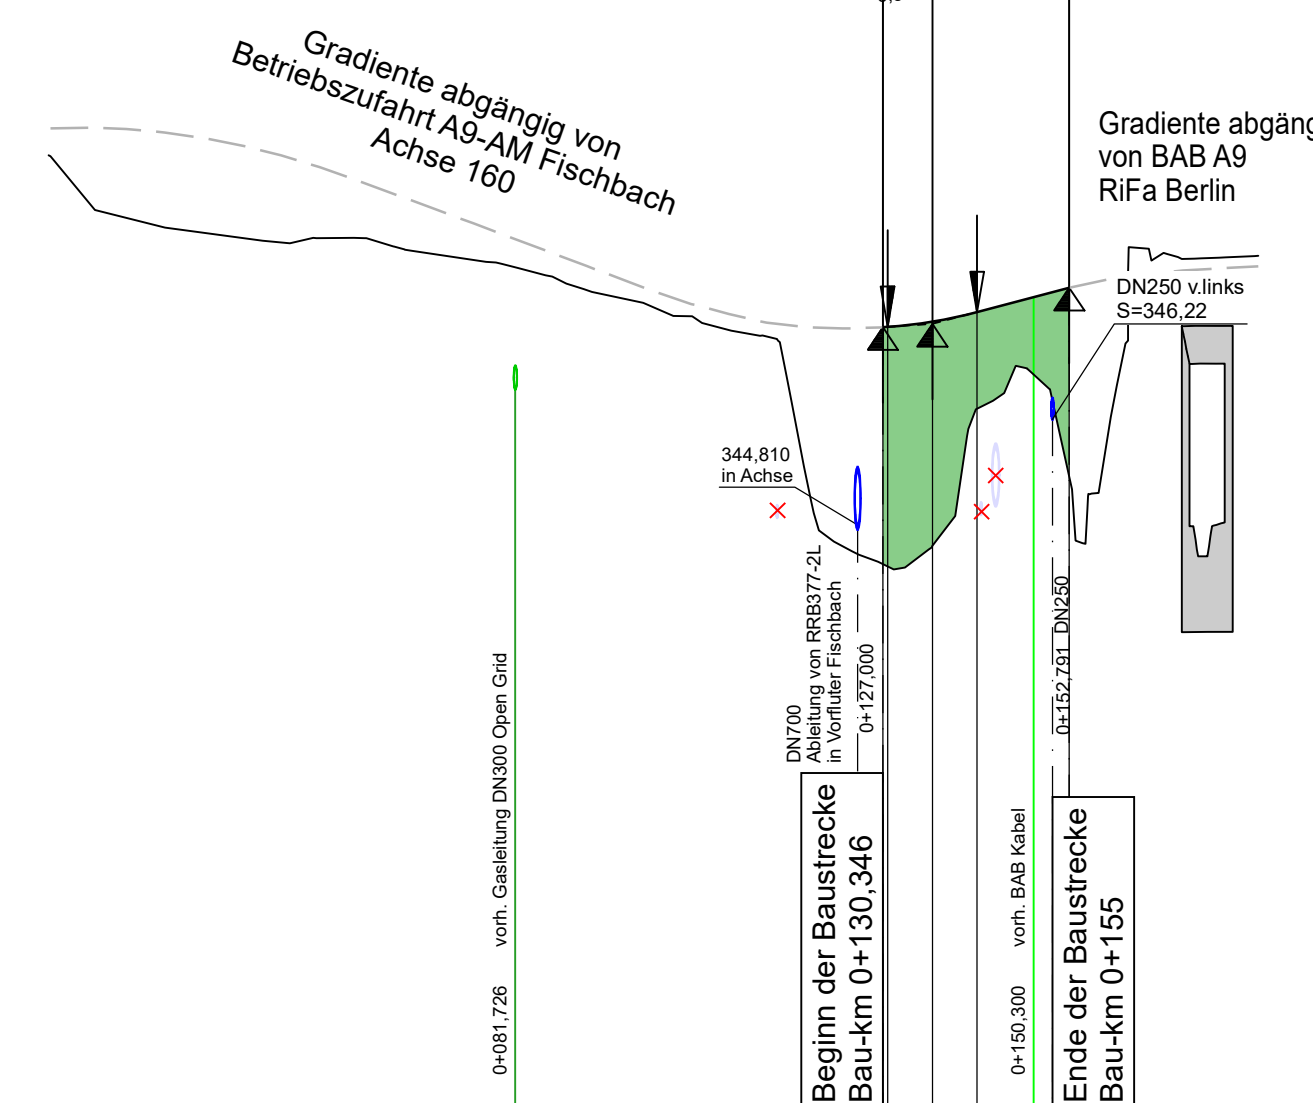 Gradiente abgängig von
Betriebszufahrt A9-AM Fischbach
Achse 160
Gradiente abgäng
von BAB A9
RiFa Berlin
DN250 v.links
S=346,22
344,810
in Achse
DN700
Ableitung von RRB377-2L
in Vorfluter Fischbach
0+127,000
0+152,791 DN250
0+081,726 vorh. Gasleitung DN300 Open Grid
Beginn der Baustrecke
Bau-km 0+130,346
0+150,300 vorh. BAB Kabel
Ende der Baustrecke
Bau-km 0+155